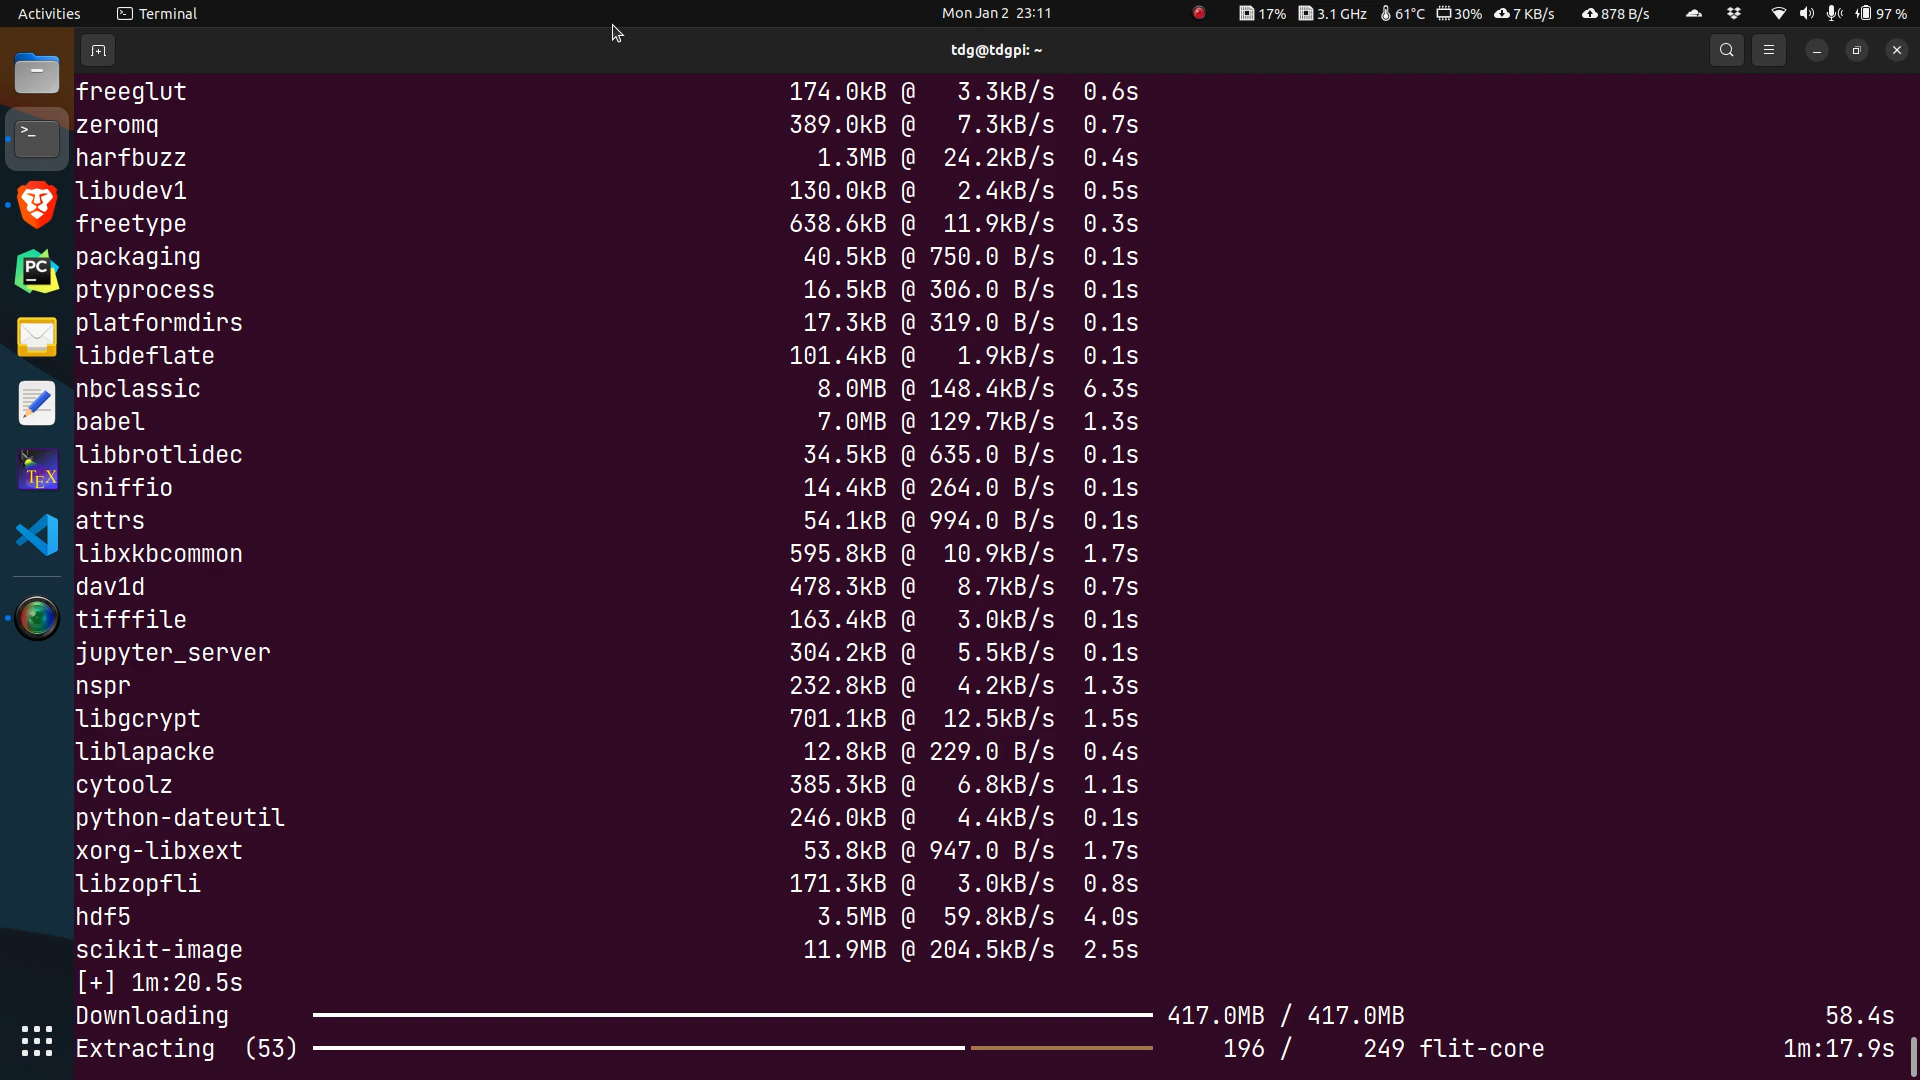 Activities Terminal Mon Jan 2 23:11 17% 3.1 GHz 61°C 30% 7 KB/s 878 B/s 97 %
tdg@tdgpi: ~
freeglut 174.0kB @ 3.3kB/s 0.6s
zeromq 389.0kB @ 7.3kB/s 0.7s
harfbuzz 1.3MB @ 24.2kB/s 0.4s
libudev1 130.0kB @ 2.4kB/s 0.5s
freetype 638.6kB @ 11.9kB/s 0.3s
packaging 40.5kB @ 750.0 B/s 0.1s
ptyprocess 16.5kB @ 306.0 B/s 0.1s
platformdirs 17.3kB @ 319.0 B/s 0.1s
libdeflate 101.4kB @ 1.9kB/s 0.1s
nbclassic 8.0MB @ 148.4kB/s 6.3s
babel 7.0MB @ 129.7kB/s 1.3s
libbrotlidec 34.5kB @ 635.0 B/s 0.1s
sniffio 14.4kB @ 264.0 B/s 0.1s
attrs 54.1kB @ 994.0 B/s 0.1s
libxkbcommon 595.8kB @ 10.9kB/s 1.7s
dav1d 478.3kB @ 8.7kB/s 0.7s
tifffile 163.4kB @ 3.0kB/s 0.1s
jupyter_server 304.2kB @ 5.5kB/s 0.1s
nspr 232.8kB @ 4.2kB/s 1.3s
libgcrypt 701.1kB @ 12.5kB/s 1.5s
liblapacke 12.8kB @ 229.0 B/s 0.4s
cytoolz 385.3kB @ 6.8kB/s 1.1s
python-dateutil 246.0kB @ 4.4kB/s 0.1s
xorg-libxext 53.8kB @ 947.0 B/s 1.7s
libzopfli 171.3kB @ 3.0kB/s 0.8s
hdf5 3.5MB @ 59.8kB/s 4.0s
scikit-image 11.9MB @ 204.5kB/s 2.5s
[+] 1m:20.5s
Downloading 417.0MB / 417.0MB 58.4s
Extracting (53) 196 / 249 flit-core 1m:17.9s
>_
PC
TEX